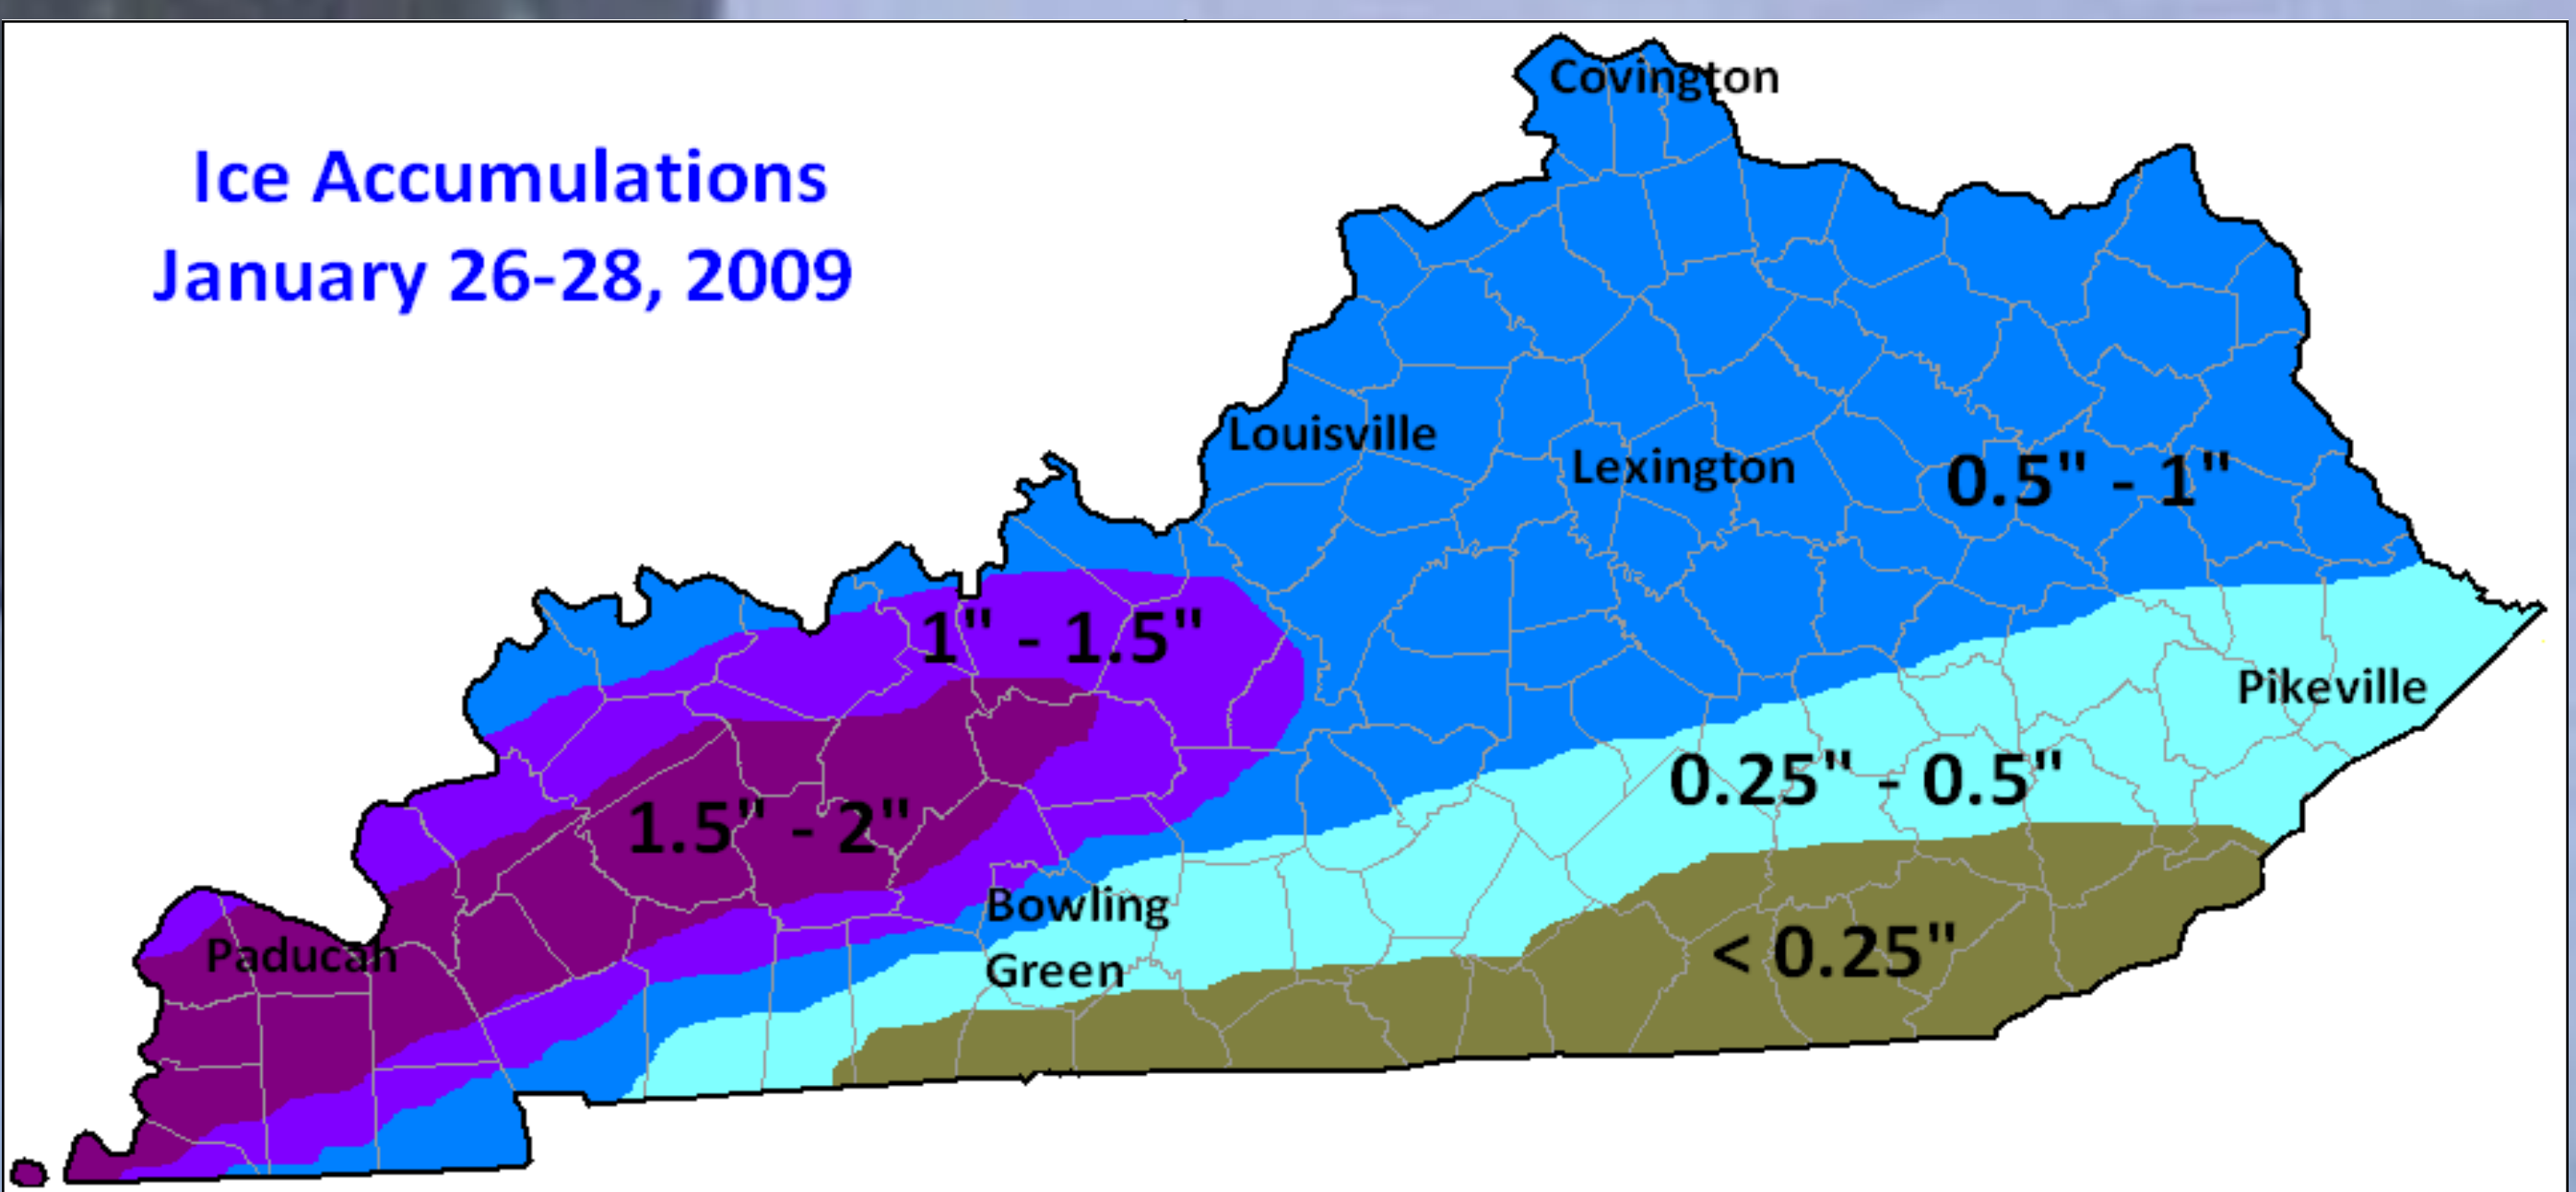 Ice Accumulations
January 26-28, 2009
Covington
Louisville
Lexington
0.5" - 1"
1" - 1.5"
Pikeville
0.25" - 0.5"
1.5" - 2"
Bowling
Green
Paducah
< 0.25"